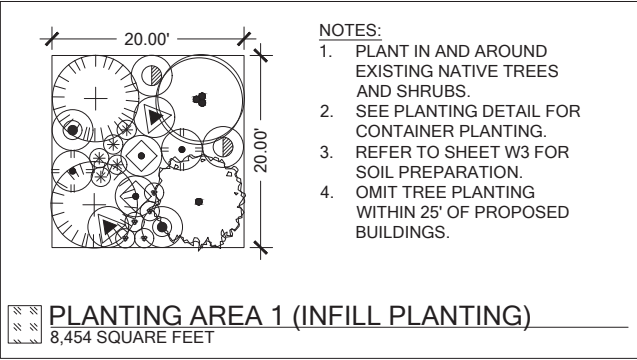 20.00'
20.00'
NOTES:
1. PLANT IN AND AROUND
EXISTING NATIVE TREES
AND SHRUBS.
2. SEE PLANTING DETAIL FOR
CONTAINER PLANTING.
3. REFER TO SHEET W3 FOR
SOIL PREPARATION.
4. OMIT TREE PLANTING
WITHIN 25' OF PROPOSED
BUILDINGS.
PLANTING AREA 1 (INFILL PLANTING)
8,454 SQUARE FEET